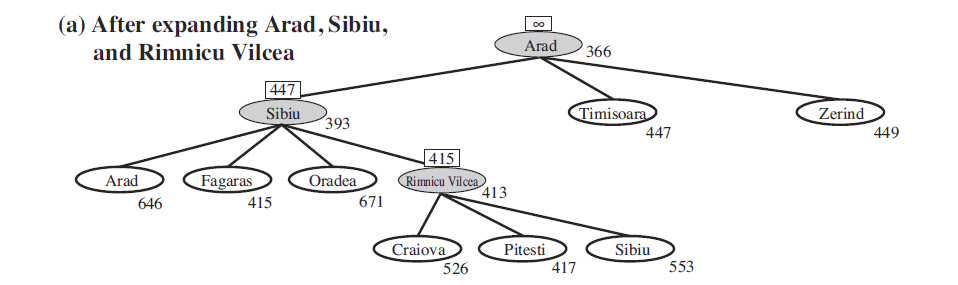 (a) After expanding Arad, Sibiu,
and Rimnicu Vilcea
∞
Arad
366
447
Sibiu
393
Timisoara
447
Zerind
449
Arad
646
Fagaras
415
Oradea
671
415
Rimnicu Vilcea
413
Craiova
526
Pitesti
417
Sibiu
553